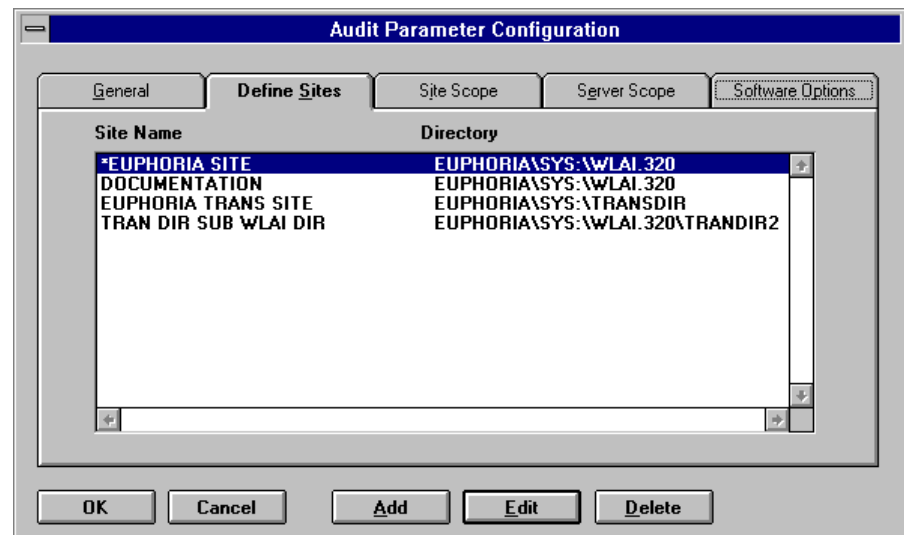 Audit Parameter Configuration
General Define Sites Site Scope Server Scope Software Options
Site Name Directory
*EUPHORIA SITE EUPHORIA\SYS:\WLAI.320
DOCUMENTATION EUPHORIA\SYS:\WLAI.320
EUPHORIA TRANS SITE EUPHORIA\SYS:\TRANSDIR
TRAN DIR SUB WLAI DIR EUPHORIA\SYS:\WLAI.320\TRANDIR2
OK Cancel Add Edit Delete